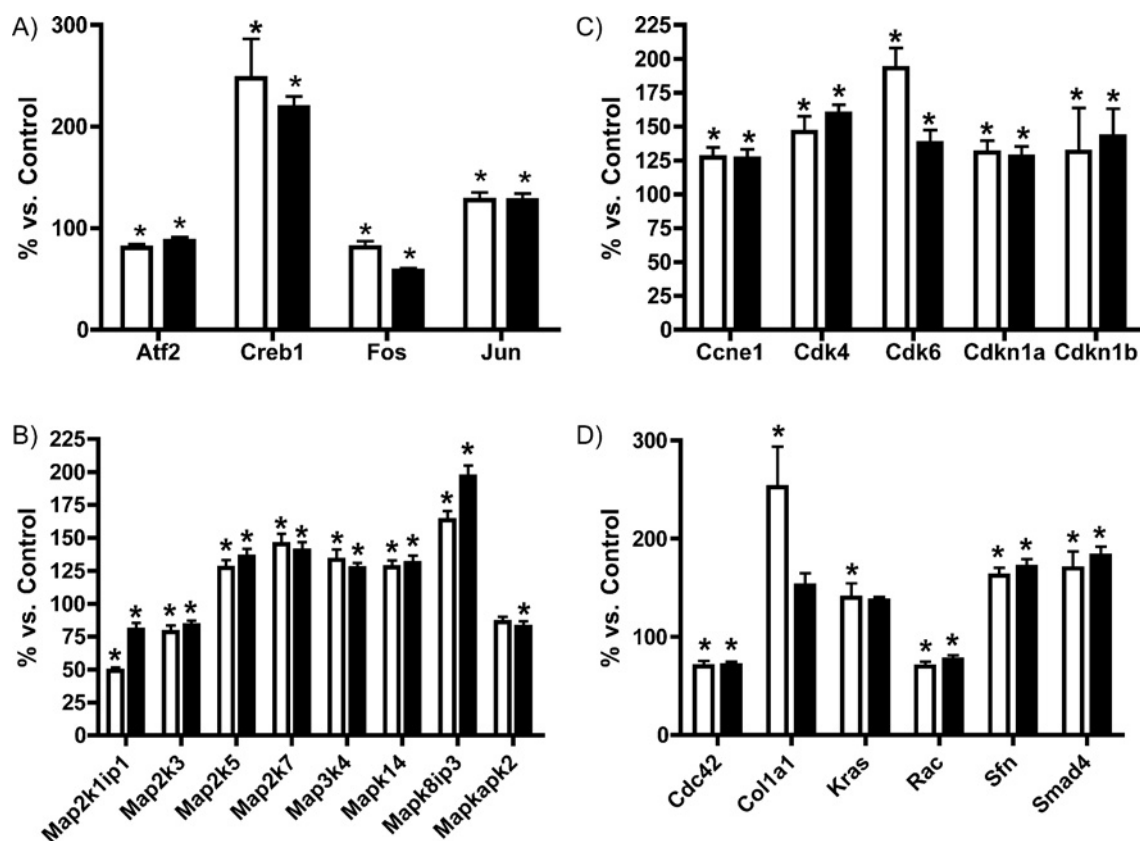 A)
% vs. Control
300
200
100
0
* * * * * * * *
Atf2 Creb1 Fos Jun
B)
% vs. Control
225
200
175
150
125
100
75
50
25
0
* * * * * * * * * * * * * * *
Map2k1ip1
Map2k3
Map2k5
Map2k7
Map3k4
Mapk14
Mapk8ip3
Mapkapk2
C)
% vs. Control
225
200
175
150
125
100
75
50
25
0
* * * * * * * * * *
Ccne1 Cdk4 Cdk6 Cdkn1a Cdkn1b
D)
% vs. Control
300
200
100
0
* * * * * * * * * *
Cdc42
Col1a1
Kras
Rac
Sfn
Smad4